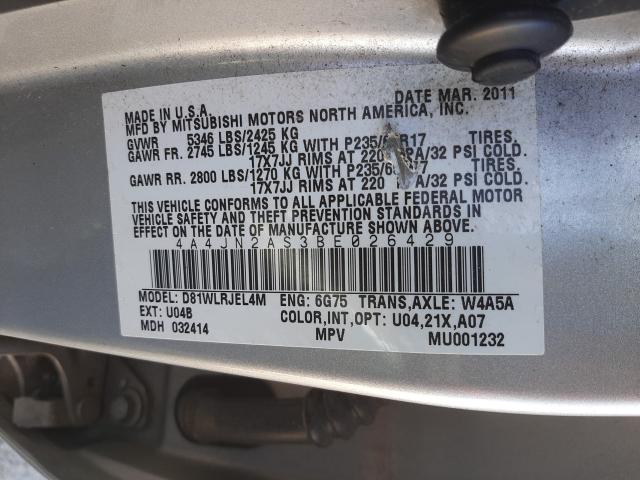 DATE MAR. 2011
MADE IN U.S.A.
MFD BY MITSUBISHI MOTORS NORTH AMERICA, INC.
GVWR 5346 LBS/2425 KG
GAWR FR. 2745 LBS/1245 KG WITH P235/ R17 TIRES,
17X7JJ RIMS AT 220 PA/32 PSI COLD.
GAWR RR. 2800 LBS/1270 KG WITH P235/6 7 TIRES,
17X7JJ RIMS AT 220 A/32 PSI COLD.
THIS VEHICLE CONFORMS TO ALL APPLICABLE FEDERAL MOTOR
VEHICLE SAFETY AND THEFT PREVENTION STANDARDS IN
EFFECT ON THE DATE OF MANUFACTURE SHOWN ABOVE.
4A4JN2AS3BE026429
MODEL: D81WLRJEL4M ENG: 6G75 TRANS,AXLE: W4A5A
EXT: U04B COLOR,INT,OPT: U04,21X,A07
MDH 032414 MPV MU001232